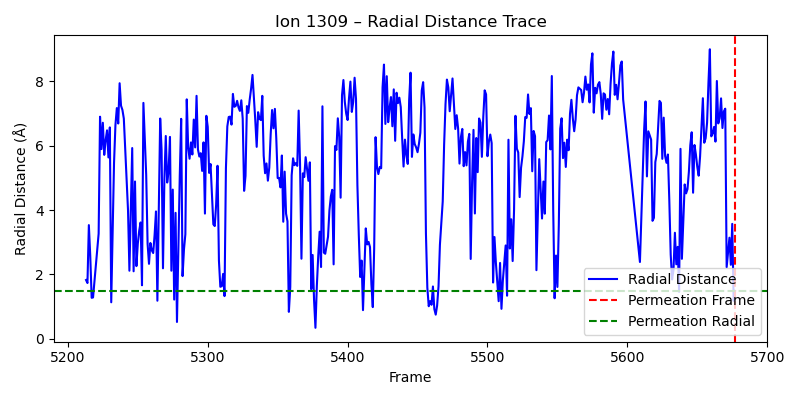 Ion 1309 – Radial Distance Trace
Radial Distance (Å)
8
6
4
2
0
5200
5300
5400
5500
5600
5700
Frame
Radial Distance
Permeation Frame
Permeation Radial